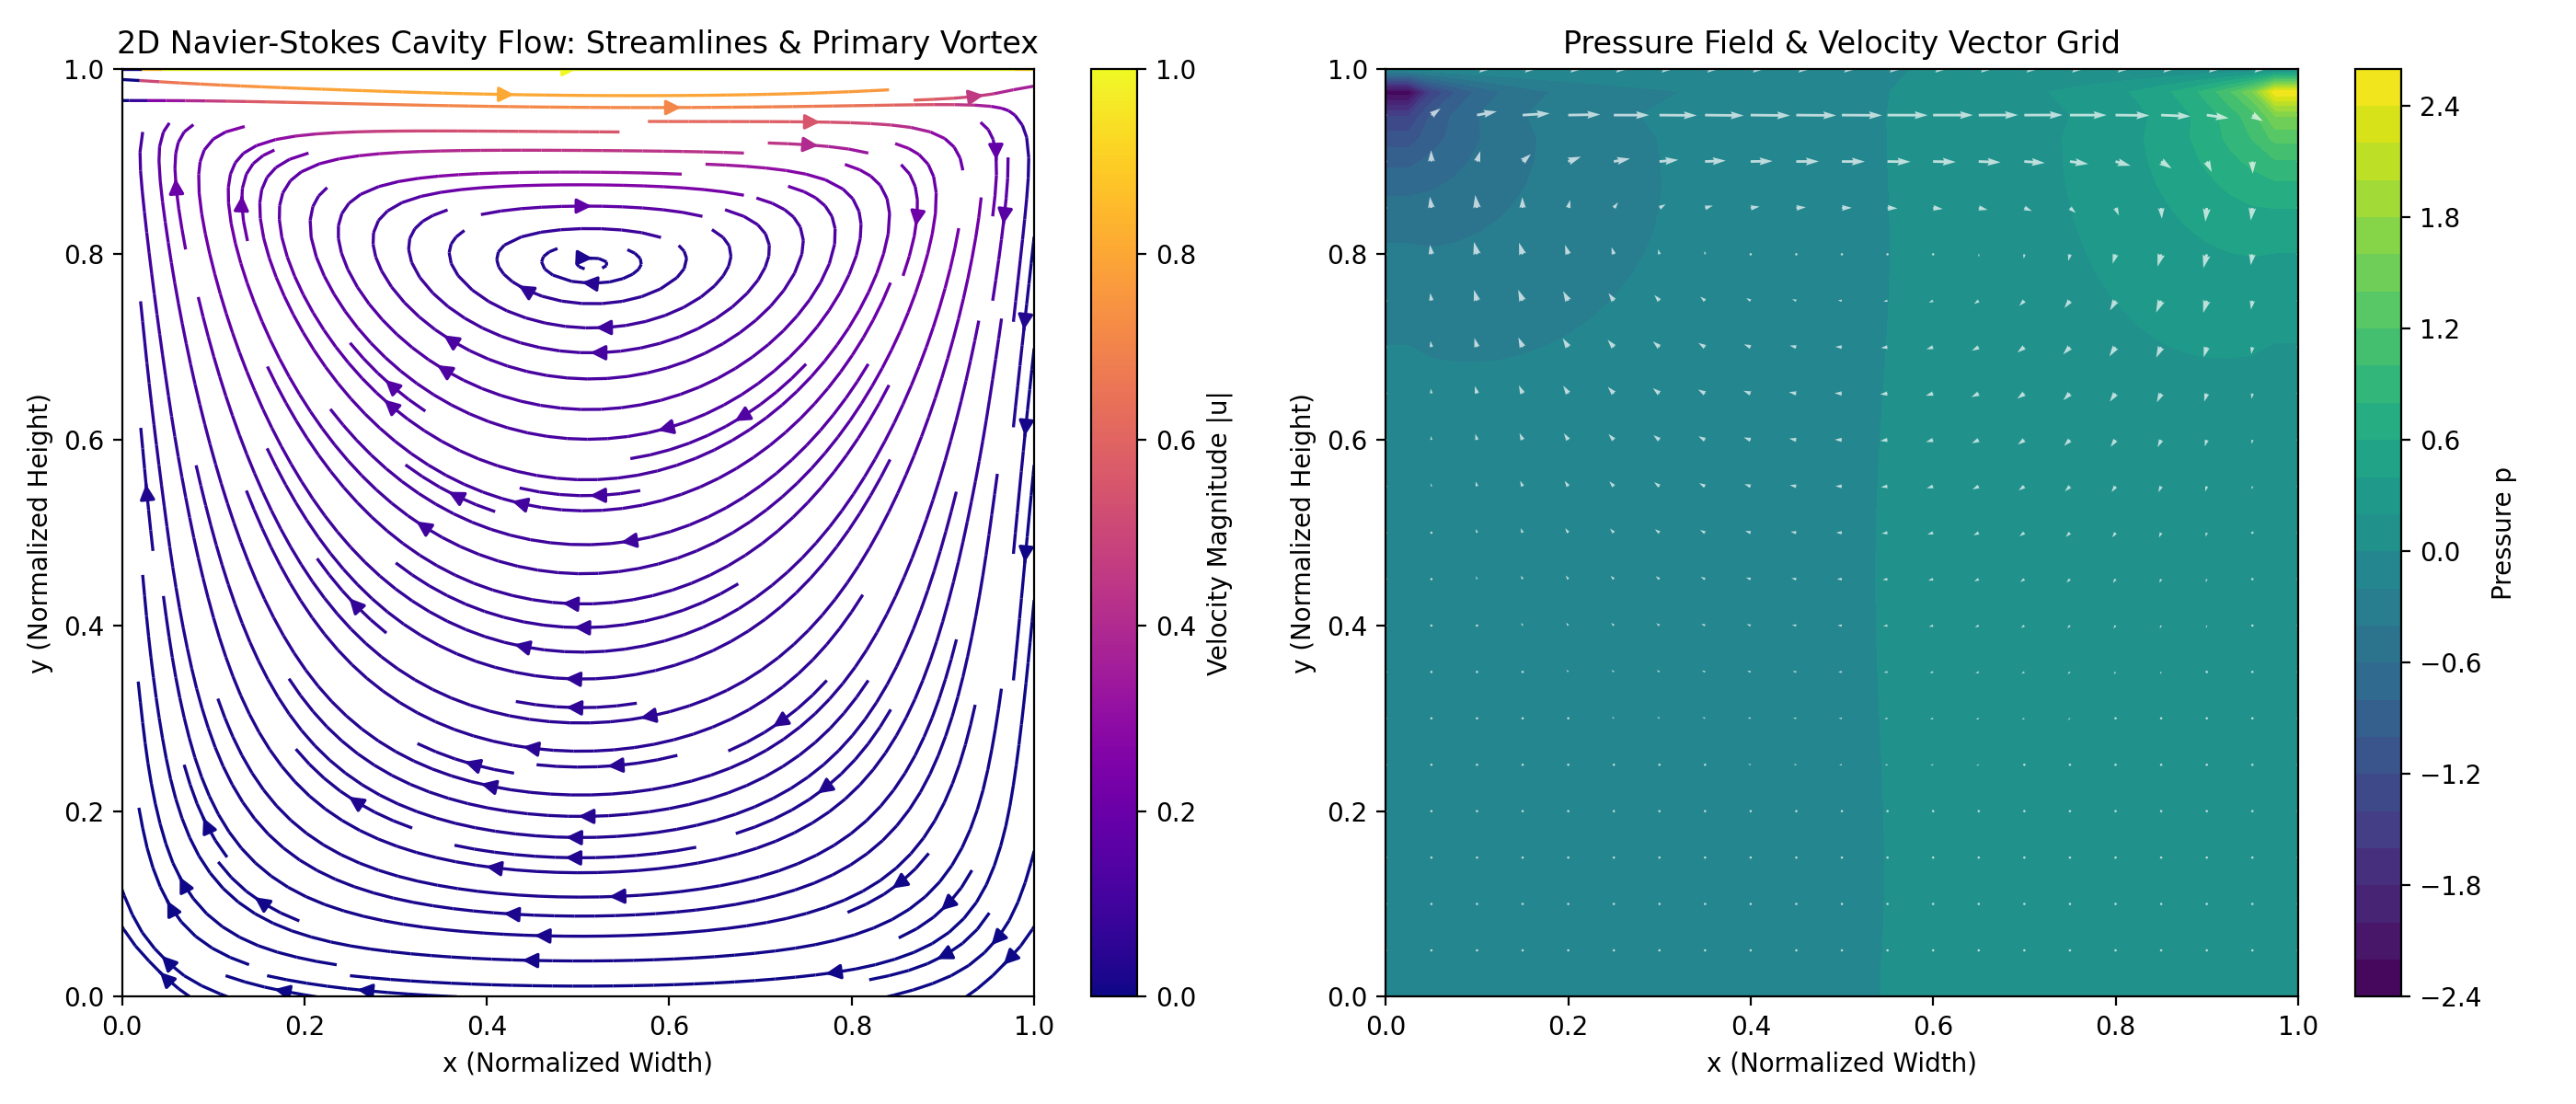 2D Navier-Stokes Cavity Flow: Streamlines & Primary Vortex
1.0
0.8
0.6
0.4
0.2
0.0
y (Normalized Height)
0.0 0.2 0.4 0.6 0.8 1.0
x (Normalized Width)
1.0
0.8
0.6
0.4
0.2
0.0
Velocity Magnitude |u|
Pressure Field & Velocity Vector Grid
1.0
0.8
0.6
0.4
0.2
0.0
y (Normalized Height)
0.0 0.2 0.4 0.6 0.8 1.0
x (Normalized Width)
2.4
1.8
1.2
0.6
0.0
−0.6
−1.2
−1.8
−2.4
Pressure p